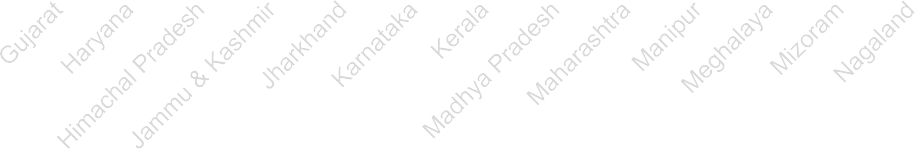 Gujarat
Haryana
Himachal Pradesh
Jammu & Kashmir
Jharkhand
Karnataka
Kerala
Madhya Pradesh
Maharashtra
Manipur
Meghalaya
Mizoram
Nagaland